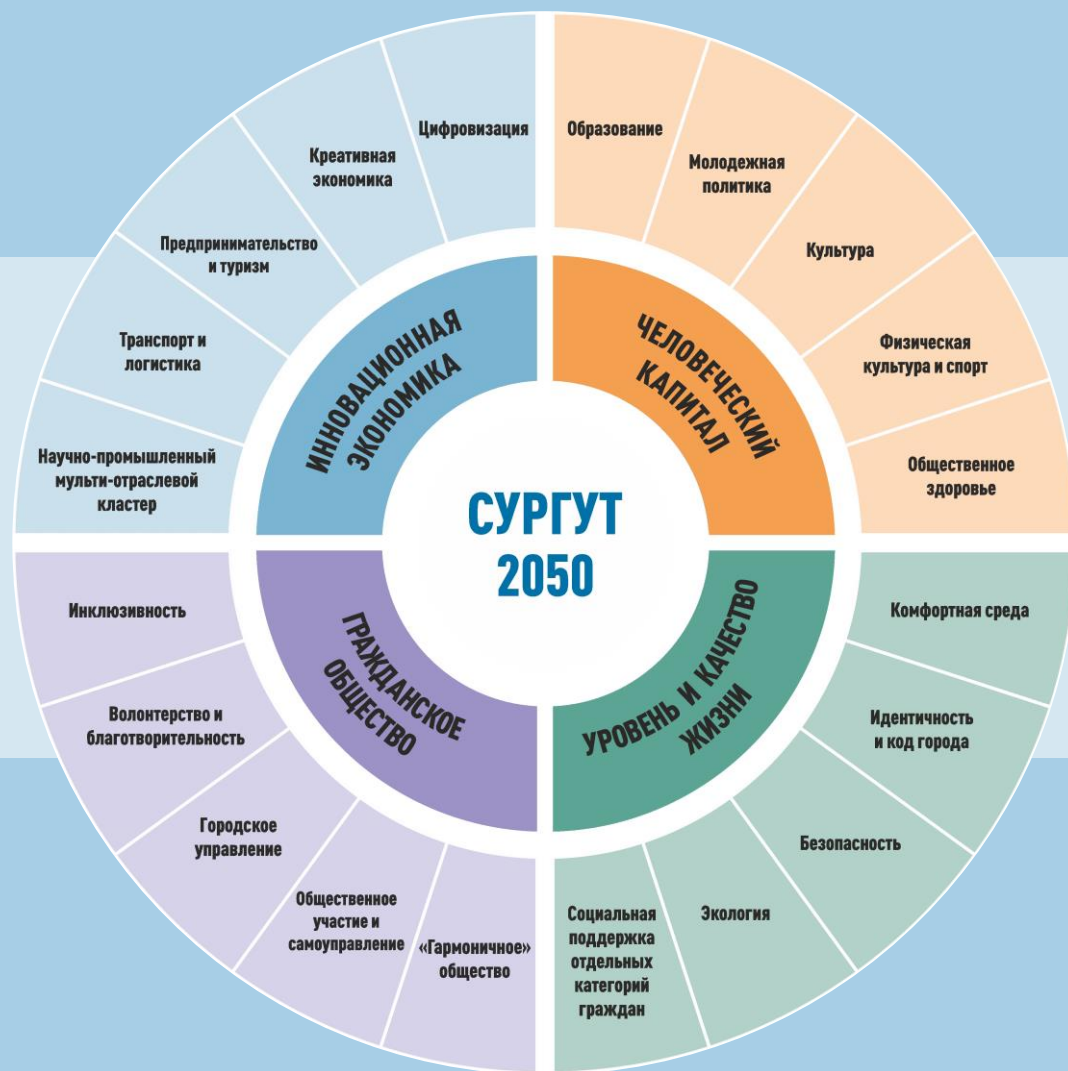 Цифровизация
Креативная
экономика
Предпринимательство
и туризм
Транспорт и
логистика
Научно-промышленный
мульти-отраслевой
кластер
Образование
Молодежная
политика
Культура
Физическая
культура и спорт
Общественное
здоровье
ИННОВАЦИОННАЯ
ЭКОНОМИКА
ЧЕЛОВЕЧЕСКИЙ
КАПИТАЛ
СУРГУТ
2050
ГРАЖДАНСКОЕ
ОБЩЕСТВО
УРОВЕНЬ И КАЧЕСТВО
ЖИЗНИ
Инклюзивность
Волонтерство и
благотворительность
Городское
управление
Общественное
участие и
самоуправление
«Гармоничное»
общество
Комфортная среда
Идентичность
и код города
Безопасность
Экология
Социальная
поддержка
отдельных
категорий
граждан